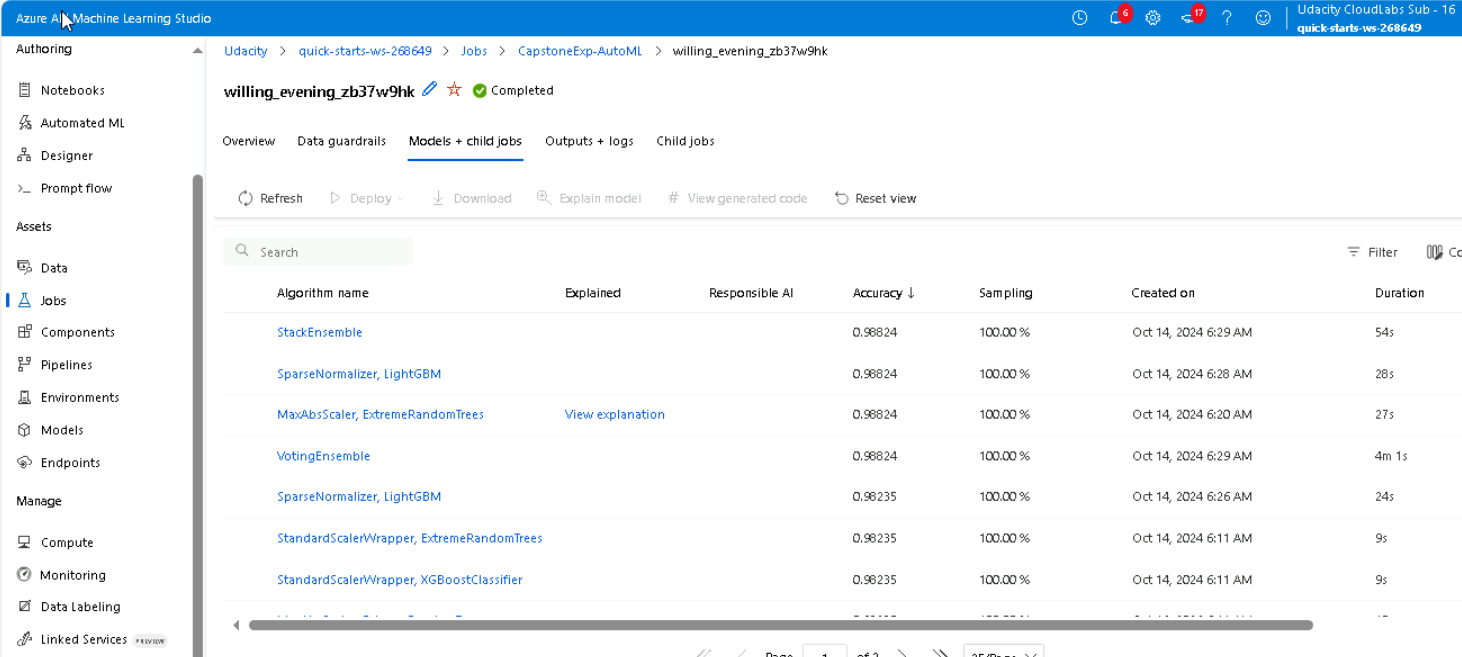 Azure AI Machine Learning Studio
6
17
Udacity CloudLabs Sub - 16
quick-starts-ws-268649
Authoring
Notebooks
Automated ML
Designer
Prompt flow
Assets
Data
Jobs
Components
Pipelines
Environments
Models
Endpoints
Manage
Compute
Monitoring
Data Labeling
Linked Services PREVIEW
Udacity > quick-starts-ws-268649 > Jobs > CapstoneExp-AutoML > willing_evening_zb37w9hk
willing_evening_zb37w9hk Completed
Overview Data guardrails Models + child jobs Outputs + logs Child jobs
Refresh Deploy Download Explain model # View generated code Reset view
Search Filter Co
Algorithm name Explained Responsible AI Accuracy ↓ Sampling Created on Duration
StackEnsemble 0.98824 100.00 % Oct 14, 2024 6:29 AM 54s
SparseNormalizer, LightGBM 0.98824 100.00 % Oct 14, 2024 6:28 AM 28s
MaxAbsScaler, ExtremeRandomTrees View explanation 0.98824 100.00 % Oct 14, 2024 6:20 AM 27s
VotingEnsemble 0.98824 100.00 % Oct 14, 2024 6:29 AM 4m 1s
SparseNormalizer, LightGBM 0.98235 100.00 % Oct 14, 2024 6:26 AM 24s
StandardScalerWrapper, ExtremeRandomTrees 0.98235 100.00 % Oct 14, 2024 6:11 AM 9s
StandardScalerWrapper, XGBoostClassifier 0.98235 100.00 % Oct 14, 2024 6:11 AM 9s
Page 1 of 2 25/Page